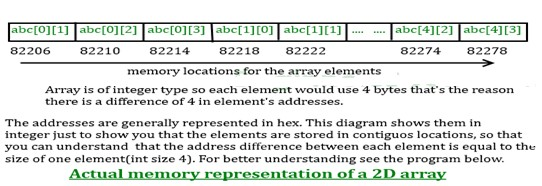 abc[0][1] abc[0][2] abc[0][3] abc[1][0] abc[1][1] .... .... abc[4][2] abc[4][3]
82206 82210 82214 82218 82222 82274 82278
memory locations for the array elements
Array is of integer type so each element would use 4 bytes that's the reason
there is a difference of 4 in element's addresses.
The addresses are generally represented in hex. This diagram shows them in
integer just to show you that the elements are stored in contiguos locations, so that
you can understand that the address difference between each element is equal to the
size of one element(int size 4). For better understanding see the program below.
Actual memory representation of a 2D array